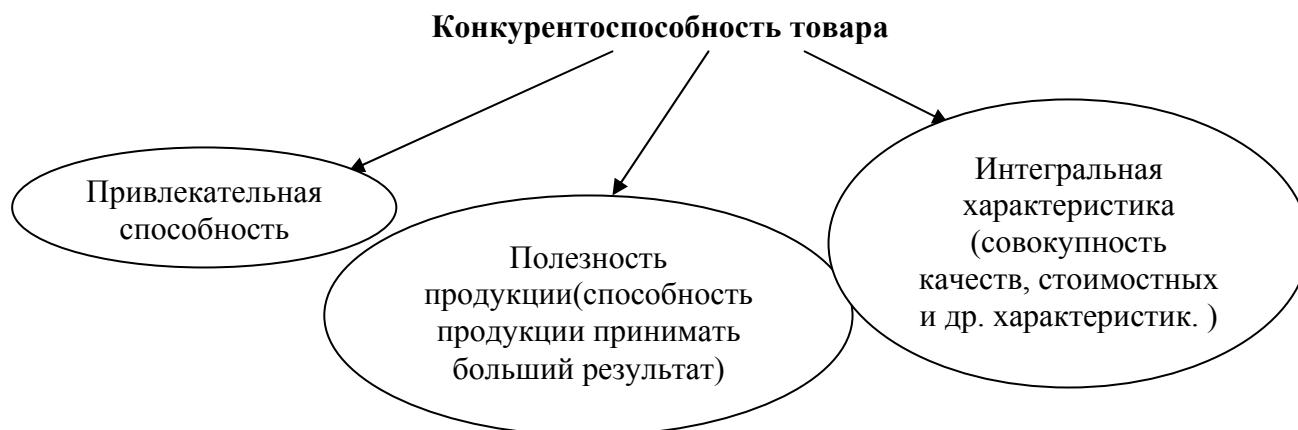 Конкурентоспособность товара
Привлекательная
способность
Полезность
продукции(способность
продукции принимать
больший результат)
Интегральная
характеристика
(совокупность
качеств, стоимостных
и др. характеристик. )